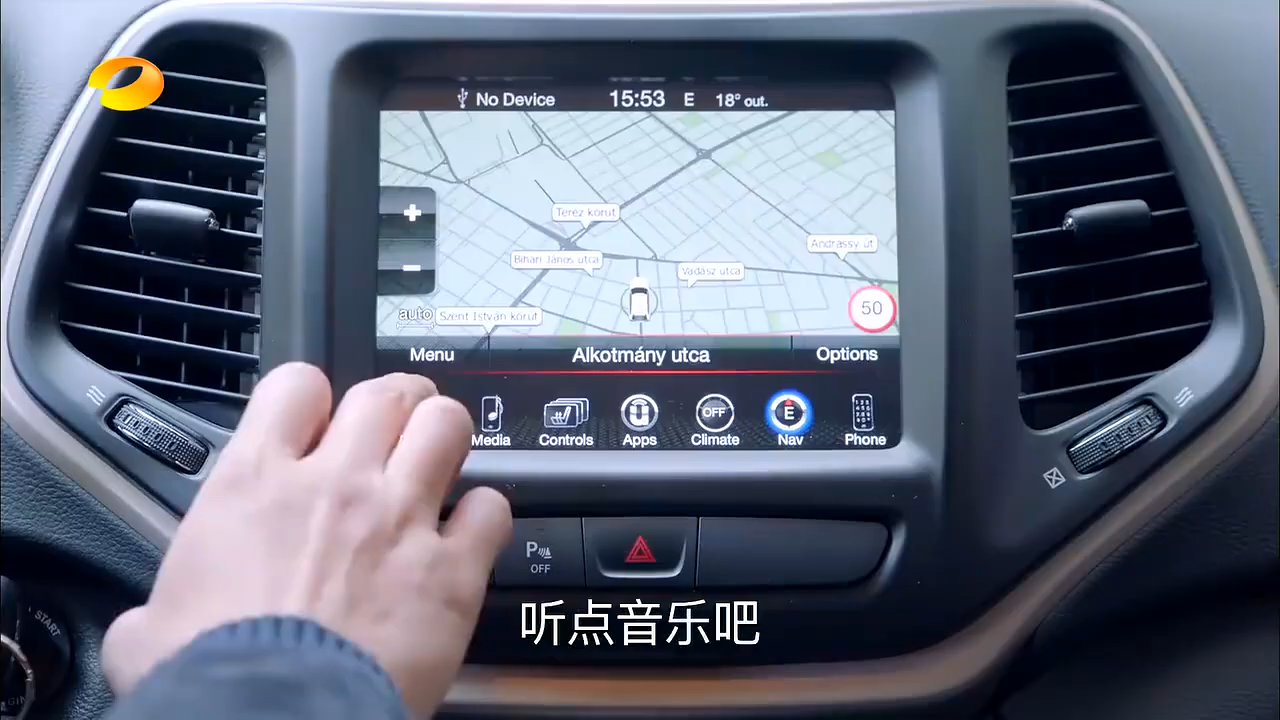 No Device 15:53 E 18° out.
Teréz körút
Andrássy út
Bihari János utca
Vadász utca
50
auto
Szent István körút
Menu Alkotmány utca Options
OFF E
Media Controls Apps Climate Nav Phone
P
OFF
听点音乐吧
START